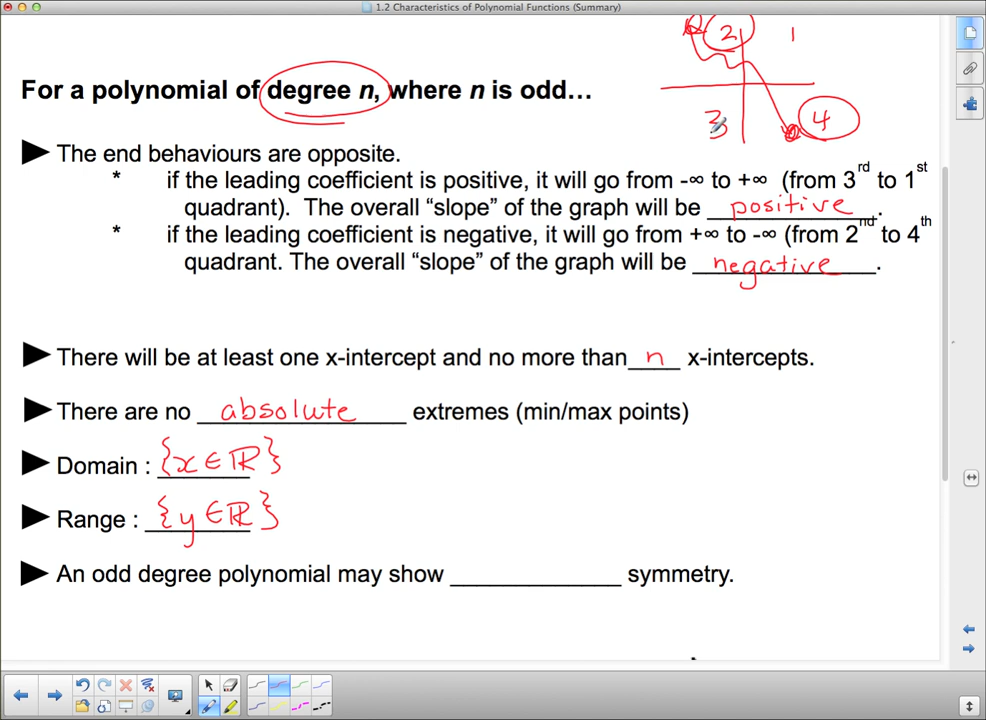 1.2 Characteristics of Polynomial Functions (Summary)
2 1
3 4
For a polynomial of degree n, where n is odd...
The end behaviours are opposite.
* if the leading coefficient is positive, it will go from -∞ to +∞ (from 3rd to 1st
quadrant). The overall “slope” of the graph will be positive.
* if the leading coefficient is negative, it will go from +∞ to -∞ (from 2nd to 4th
quadrant. The overall “slope” of the graph will be negative.
There will be at least one x-intercept and no more than n x-intercepts.
There are no absolute extremes (min/max points)
Domain : {x ∈ ℝ}
Range : {y ∈ ℝ}
An odd degree polynomial may show ______________ symmetry.